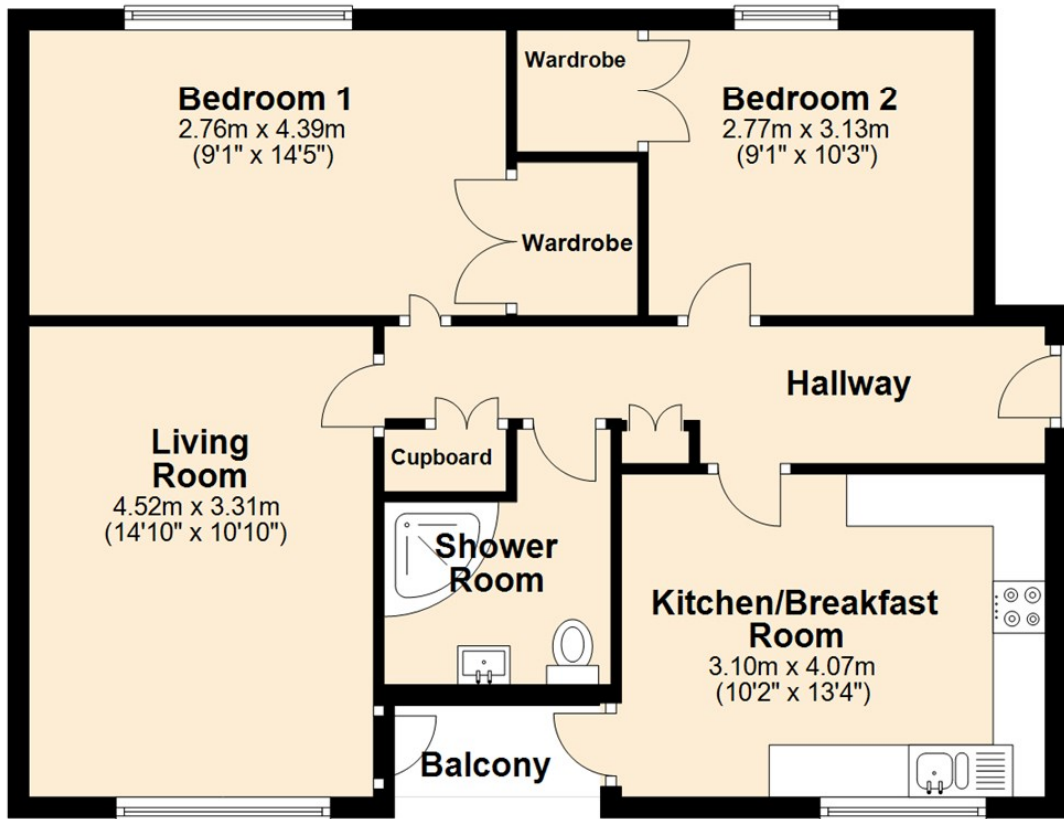 Bedroom 1
2.76m x 4.39m
(9'1" x 14'5")
Wardrobe
Bedroom 2
2.77m x 3.13m
(9'1" x 10'3")
Wardrobe
Hallway
Living
Room
4.52m x 3.31m
(14'10" x 10'10")
Cupboard
Shower
Room
Kitchen/Breakfast
Room
3.10m x 4.07m
(10'2" x 13'4")
Balcony